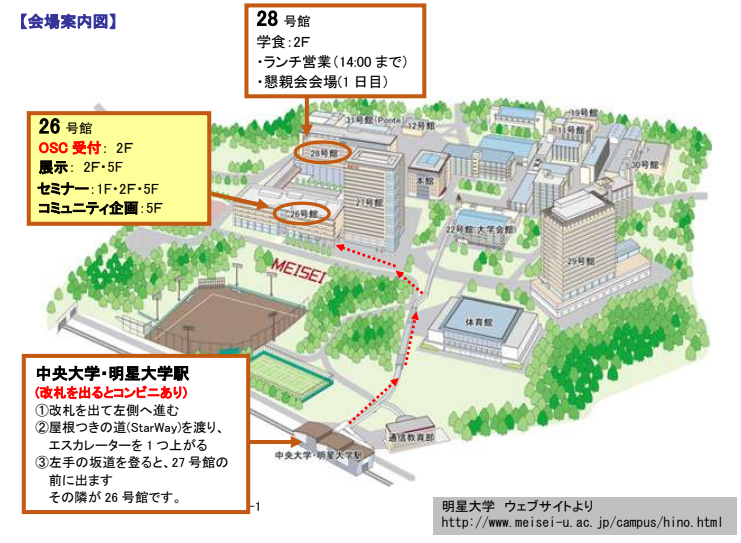 【会場案内図】
28 号館
学食：2F
・ランチ営業（14:00 まで）
・懇親会会場（1 日目）
26 号館
OSC 受付： 2F
展示： 2F・5F
セミナー：1F・2F・5F
コミュニティ企画：5F
31号館(Ponte)
12号館
19号館
11号館
28号館
本館
30号館
27号館
26号館
22号館
大学会館
29号館
MEISEI
体育館
中央大学・明星大学駅
(改札を出るとコンビニあり)
①改札を出て左側へ進む
②屋根つきの道(StarWay)を渡り、
エスカレーターを 1 つ上がる
③左手の坂道を登ると、27 号館の
前に出ます
その隣が 26 号館です。
通信教育部
中央大学・明星大学駅
-1
明星大学 ウェブサイトより
http://www.meisei-u.ac.jp/campus/hino.html